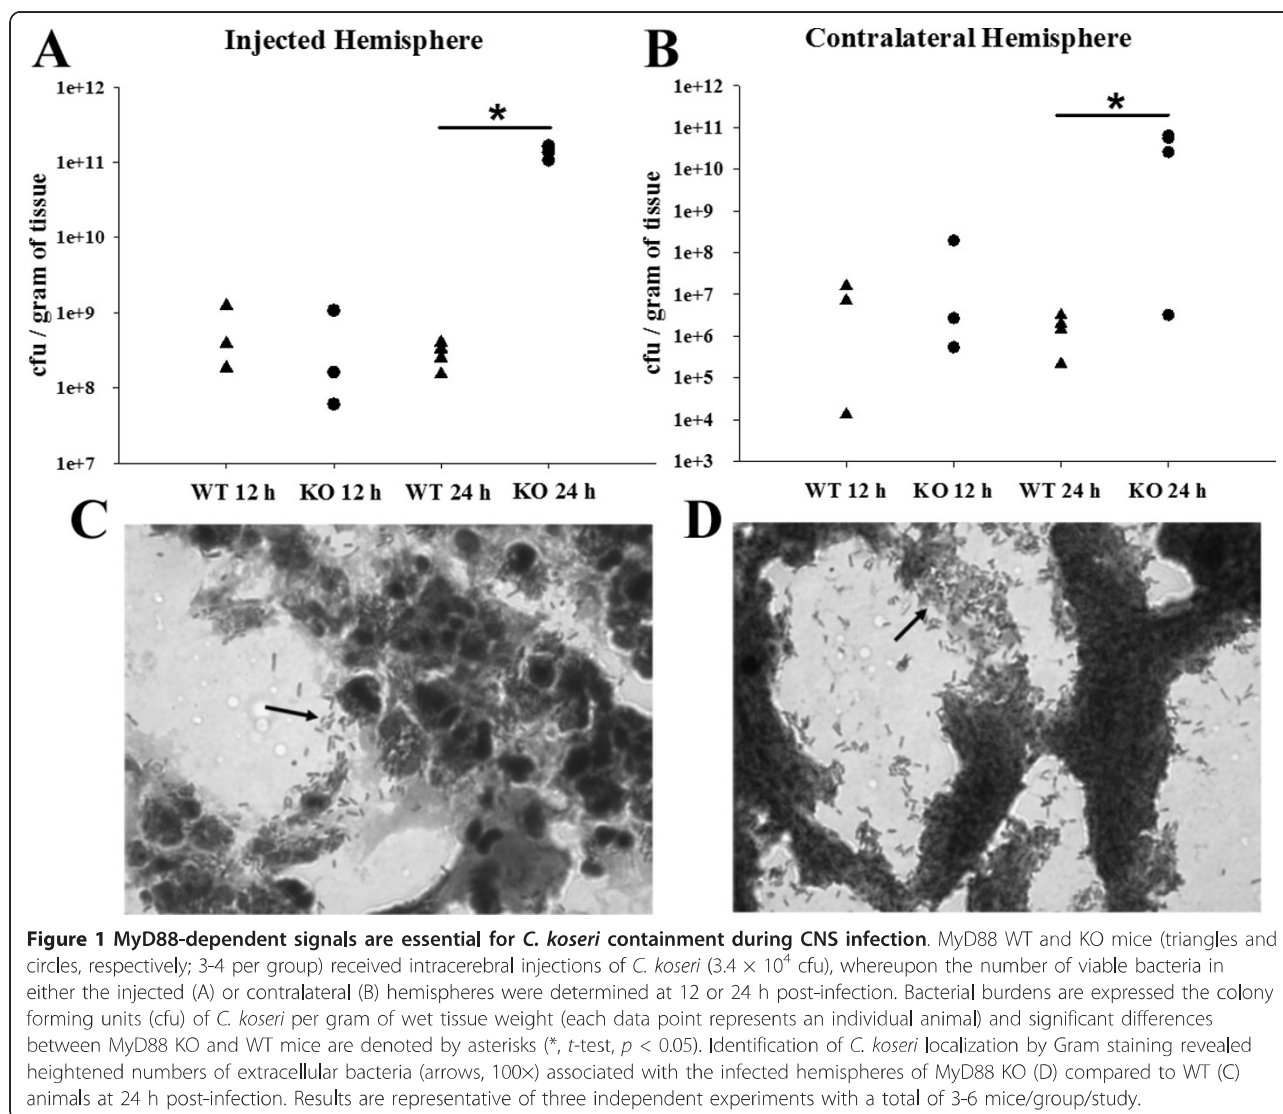 A
Injected Hemisphere
1e+12
1e+11
1e+10
1e+9
1e+8
1e+7
cfu / gram of tissue
*
WT 12 h KO 12 h WT 24 h KO 24 h
B
Contralateral Hemisphere
1e+12
1e+11
1e+10
1e+9
1e+8
1e+7
1e+6
1e+5
1e+4
1e+3
cfu / gram of tissue
*
WT 12 h KO 12 h WT 24 h KO 24 h
C
D
Figure 1 MyD88-dependent signals are essential for C. koseri containment during CNS infection. MyD88 WT and KO mice (triangles and
circles, respectively; 3-4 per group) received intracerebral injections of C. koseri (3.4 × 10⁴ cfu), whereupon the number of viable bacteria in
either the injected (A) or contralateral (B) hemispheres were determined at 12 or 24 h post-infection. Bacterial burdens are expressed the colony
forming units (cfu) of C. koseri per gram of wet tissue weight (each data point represents an individual animal) and significant differences
between MyD88 KO and WT mice are denoted by asterisks (*, t-test, p < 0.05). Identification of C. koseri localization by Gram staining revealed
heightened numbers of extracellular bacteria (arrows, 100×) associated with the infected hemispheres of MyD88 KO (D) compared to WT (C)
animals at 24 h post-infection. Results are representative of three independent experiments with a total of 3-6 mice/group/study.